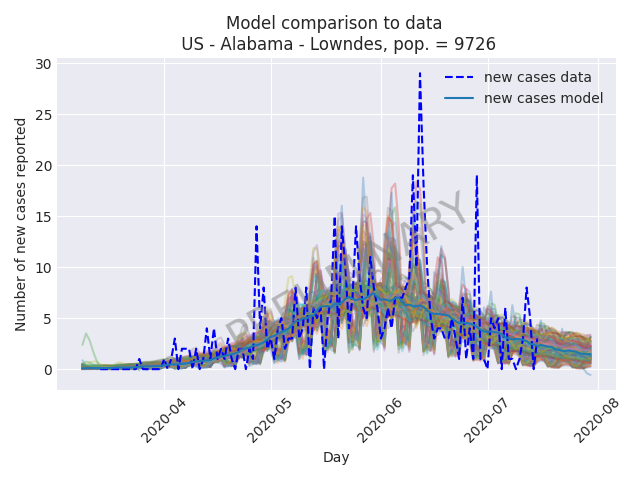 Model comparison to data
US - Alabama - Lowndes, pop. = 9726
30
25
20
15
10
5
0
Number of new cases reported
new cases data
new cases model
PRELIMINARY
2020-04
2020-05
2020-06
2020-07
2020-08
Day